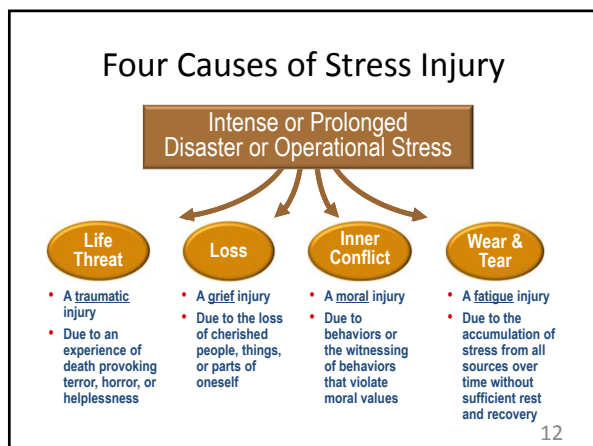 Four Causes of Stress Injury
Intense or Prolonged
Disaster or Operational Stress
Life
Threat
• A traumatic
injury
• Due to an
experience of
death provoking
terror, horror, or
helplessness
Loss
• A grief injury
• Due to the loss
of cherished
people, things,
or parts of
oneself
Inner
Conflict
• A moral injury
• Due to
behaviors or
the witnessing
of behaviors
that violate
moral values
Wear &
Tear
• A fatigue injury
• Due to the
accumulation of
stress from all
sources over
time without
sufficient rest
and recovery
12